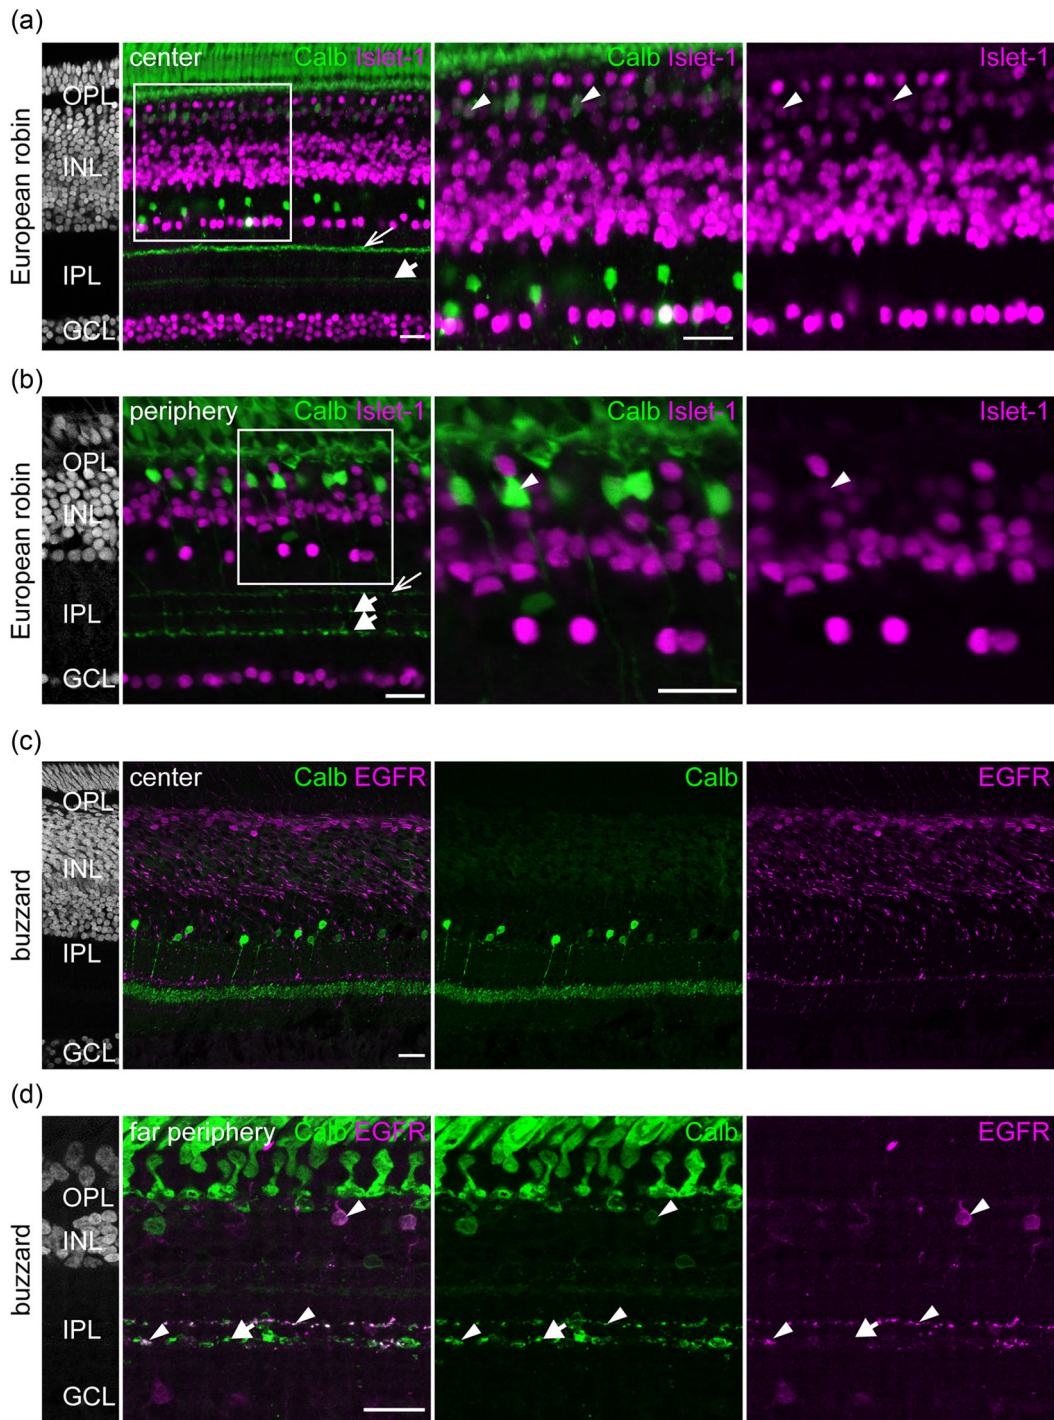 (a)
European robin
OPL
INL
IPL
GCL
center
Calb Islet-1
Calb Islet-1
Islet-1
(b)
European robin
OPL
INL
IPL
GCL
periphery
Calb Islet-1
Calb Islet-1
Islet-1
(c)
buzzard
OPL
INL
IPL
GCL
center
Calb EGFR
Calb
EGFR
(d)
buzzard
OPL
INL
IPL
GCL
far periphery
Calb EGFR
Calb
EGFR